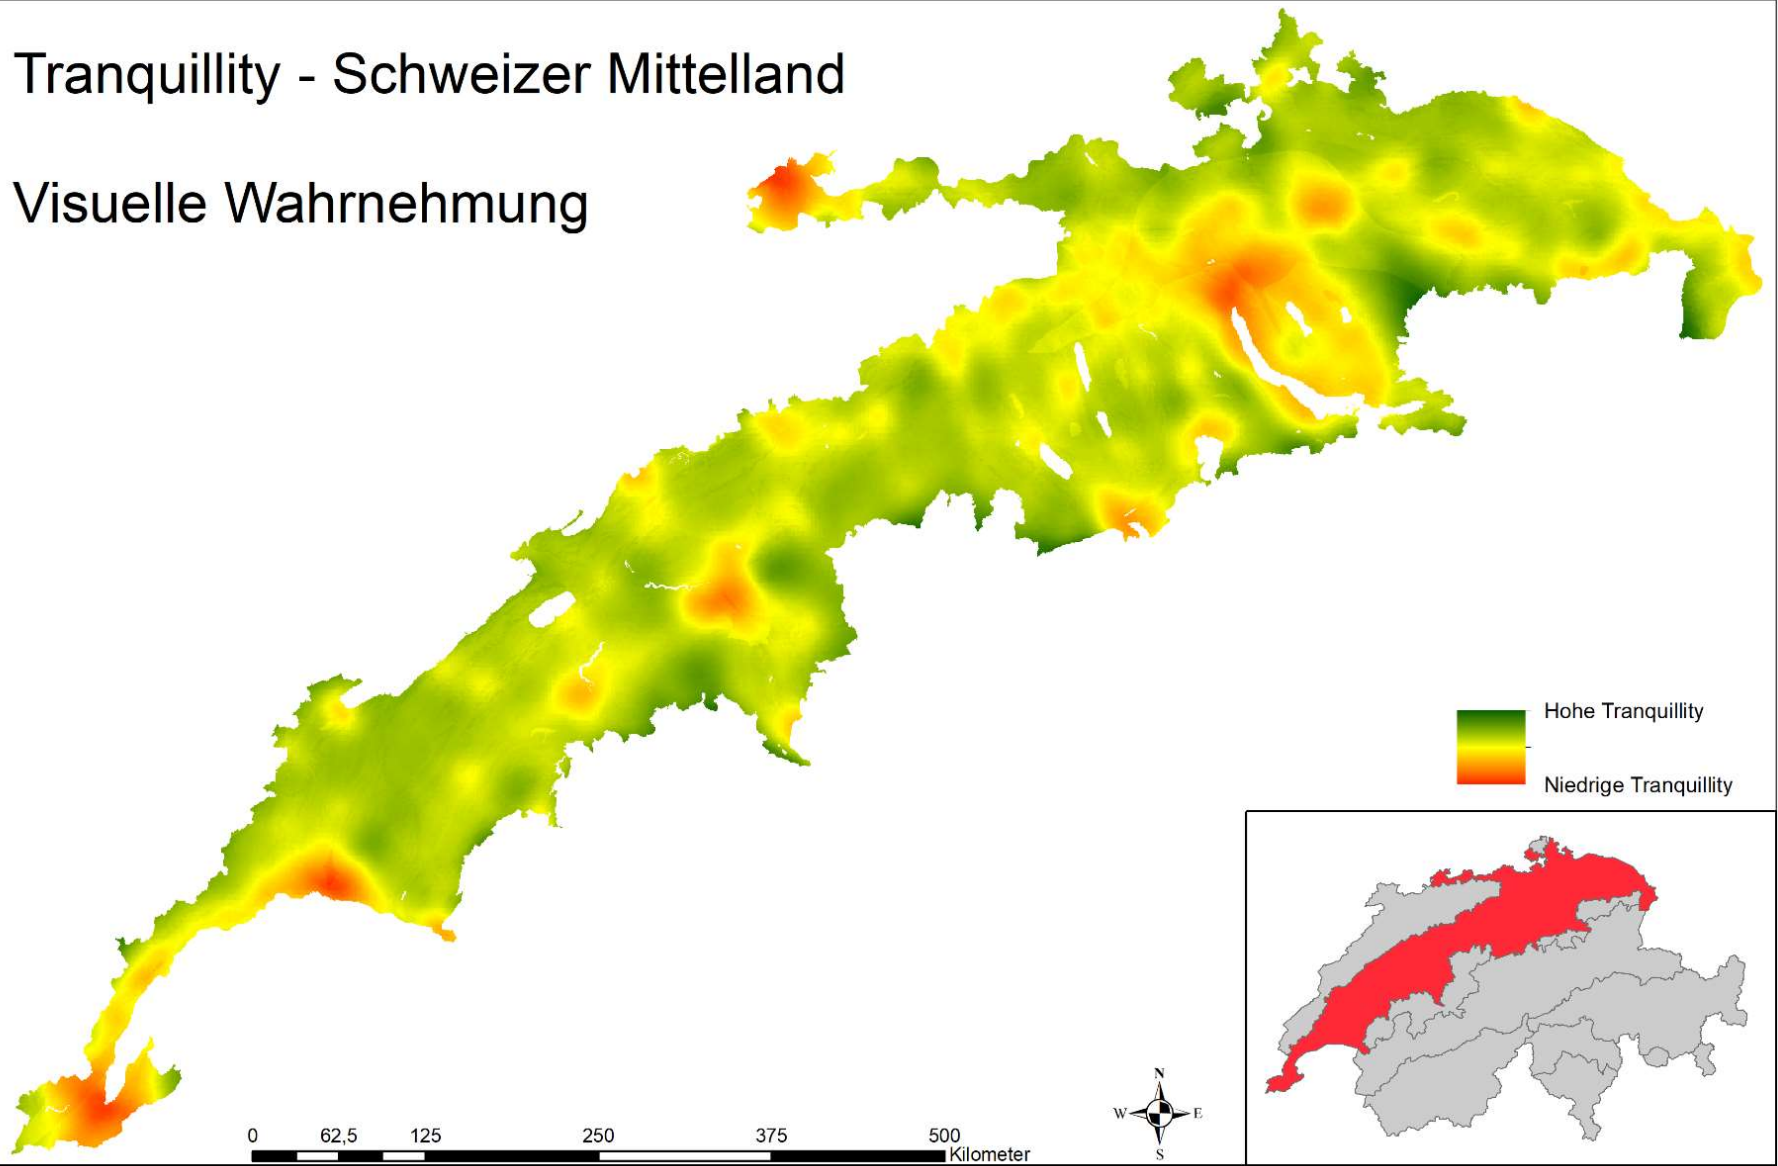 Tranquillity - Schweizer Mittelland
Visuelle Wahrnehmung
Hohe Tranquillity
Niedrige Tranquillity
N
W E
S
0 62,5 125 250 375 500
Kilometer